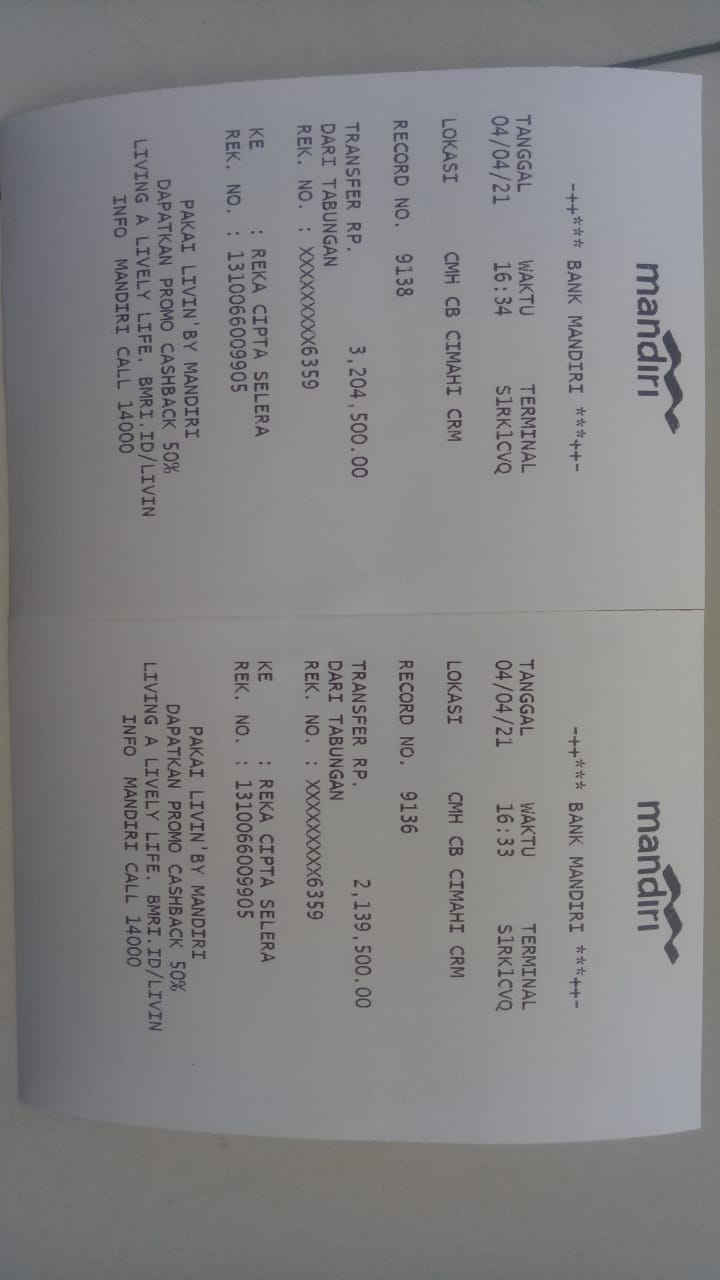 mandırı
-++*** BANK MANDIRI ***++-
TANGGAL WAKTU TERMINAL
04/04/21 16:34 S1RK1CVQ
LOKASI CMH CB CIMAHI CRM
RECORD NO. 9138
TRANSFER RP. 3,204,500.00
DARI TABUNGAN
REK. NO. : XXXXXXXXX6359
KE : REKA CIPTA SELERA
REK. NO. : 1310066009905
PAKAI LIVIN'BY MANDIRI
DAPATKAN PROMO CASHBACK 50%
LIVING A LIVELY LIFE. BMRI.ID/LIVIN
INFO MANDIRI CALL 14000
mandırı
-++*** BANK MANDIRI ***++-
TANGGAL WAKTU TERMINAL
04/04/21 16:33 S1RK1CVQ
LOKASI CMH CB CIMAHI CRM
RECORD NO. 9136
TRANSFER RP. 2,139,500.00
DARI TABUNGAN
REK. NO. : XXXXXXXXX6359
KE : REKA CIPTA SELERA
REK. NO. : 1310066009905
PAKAI LIVIN'BY MANDIRI
DAPATKAN PROMO CASHBACK 50%
LIVING A LIVELY LIFE. BMRI.ID/LIVIN
INFO MANDIRI CALL 14000